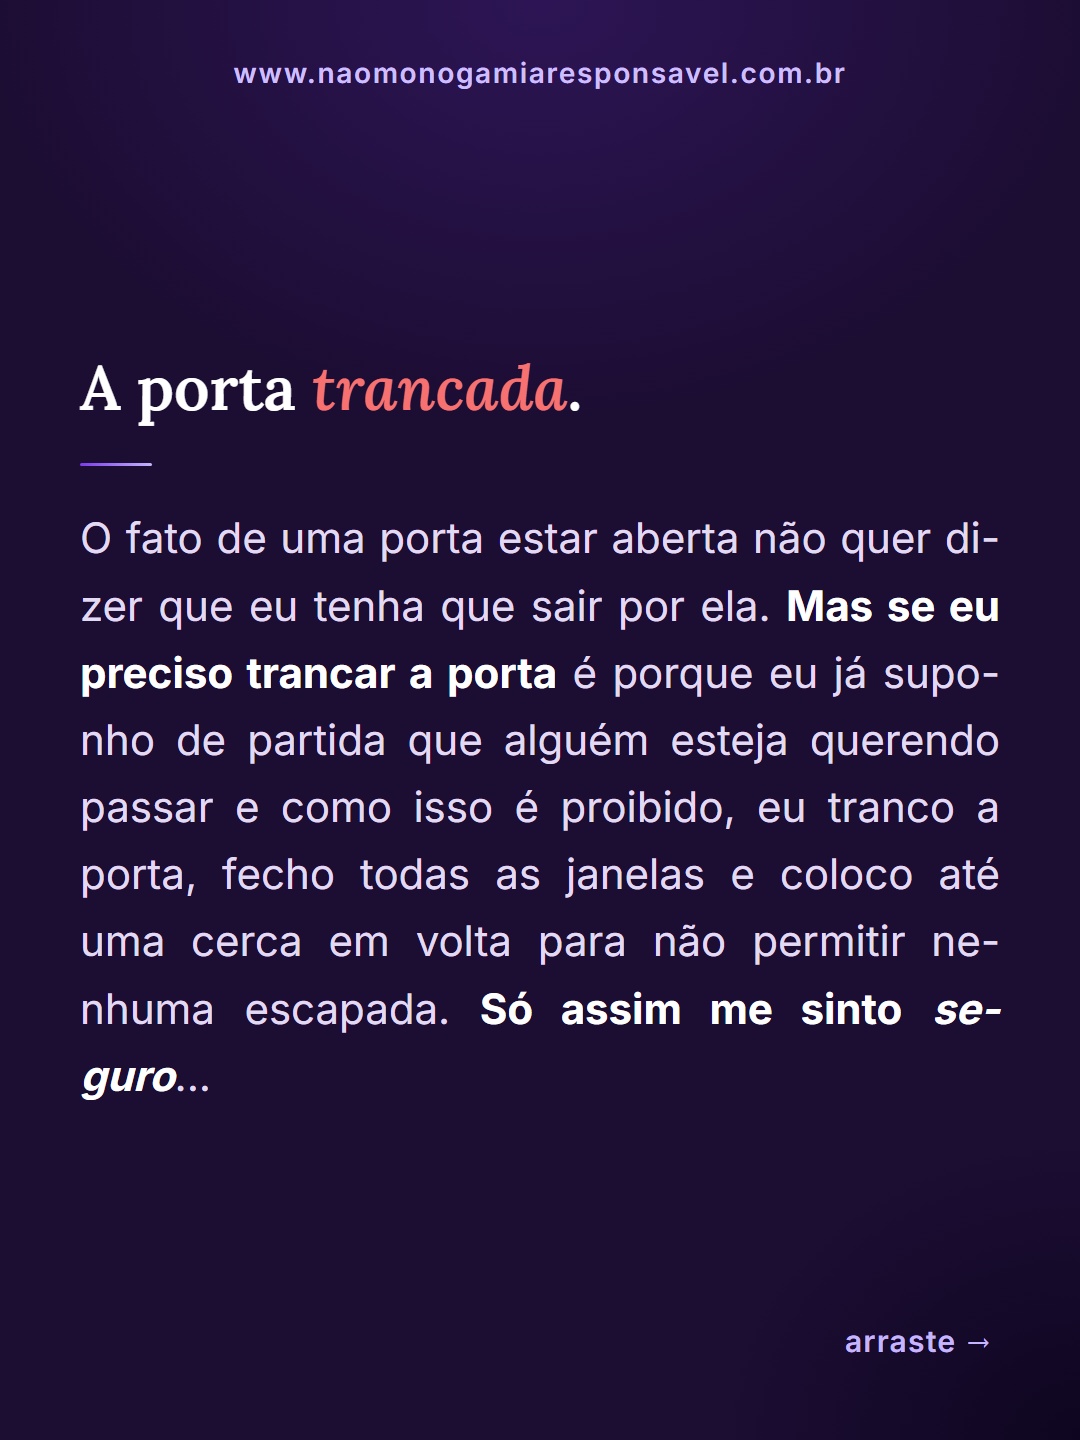 www.naomonogamiaresponsavel.com.br
A porta trancada.
O fato de uma porta estar aberta não quer di-
zer que eu tenha que sair por ela. Mas se eu
preciso trancar a porta é porque eu já supo-
nho de partida que alguém esteja querendo
passar e como isso é proibido, eu tranco a
porta, fecho todas as janelas e coloco até
uma cerca em volta para não permitir ne-
nhuma escapada. Só assim me sinto se-
guro...
arraste →